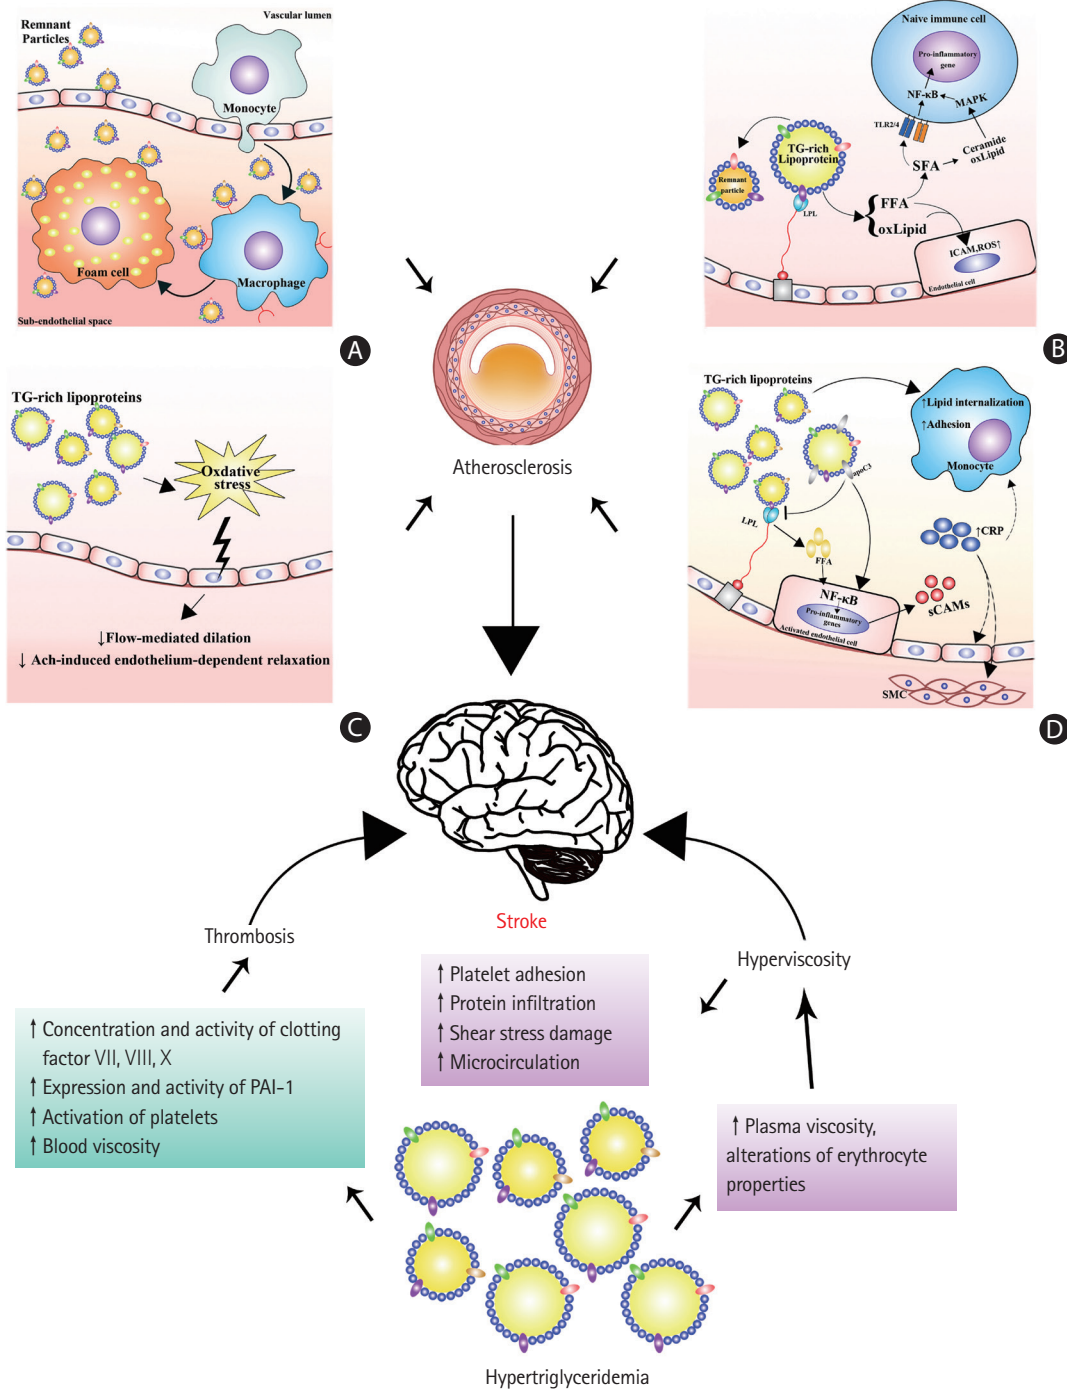 Remnant
Particles
Vascular lumen
Monocyte
Foam cell
Macrophage
Sub-endothelial space
A
Naive immune cell
Pro-inflammatory
gene
NF-κB
MAPK
TLR2/4
Ceramide
oxLipid
SFA
TG-rich
Lipoprotein
Remnant
particle
LPL
FFA
oxLipid
ICAM,ROS↑
Endothelial cell
B
Atherosclerosis
TG-rich lipoproteins
Oxdative
stress
↓Flow-mediated dilation
↓ Ach-induced endothelium-dependent relaxation
C
TG-rich lipoproteins
↑Lipid internalization
↑Adhesion
Monocyte
apoC3
LPL
FFA
↑CRP
NF-κB
Pro-inflammatory
genes
Activated endothelial cell
sCAMs
SMC
D
Stroke
Thrombosis
Hyperviscosity
↑ Platelet adhesion
↑ Protein infiltration
↑ Shear stress damage
↑ Microcirculation
↑ Concentration and activity of clotting
factor VII, VIII, X
↑ Expression and activity of PAI-1
↑ Activation of platelets
↑ Blood viscosity
↑ Plasma viscosity,
alterations of erythrocyte
properties
Hypertriglyceridemia